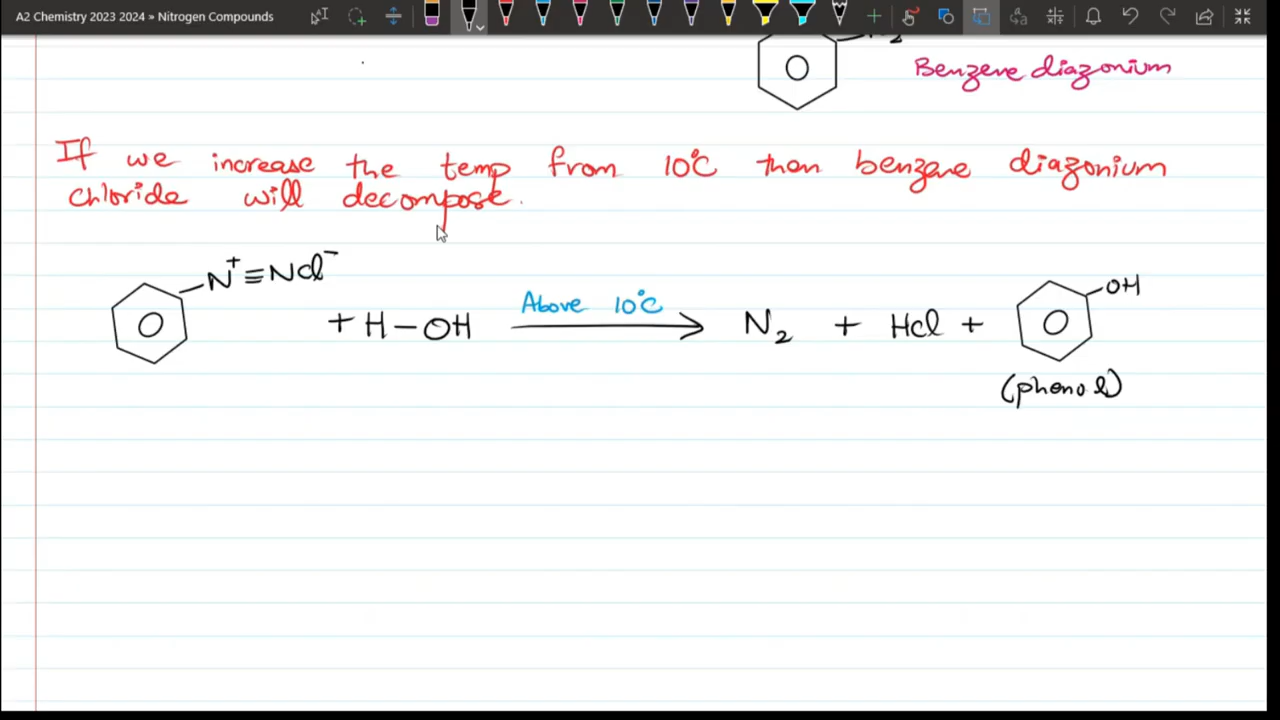 A2 Chemistry 2023 2024 » Nitrogen Compounds
Benzene diazonium
If we increase the temp from 10°C then benzene diazonium
chloride will decompose.
N⁺≡NCl⁻
+ H-OH Above 10°C → N₂ + HCl + OH
(phenol)